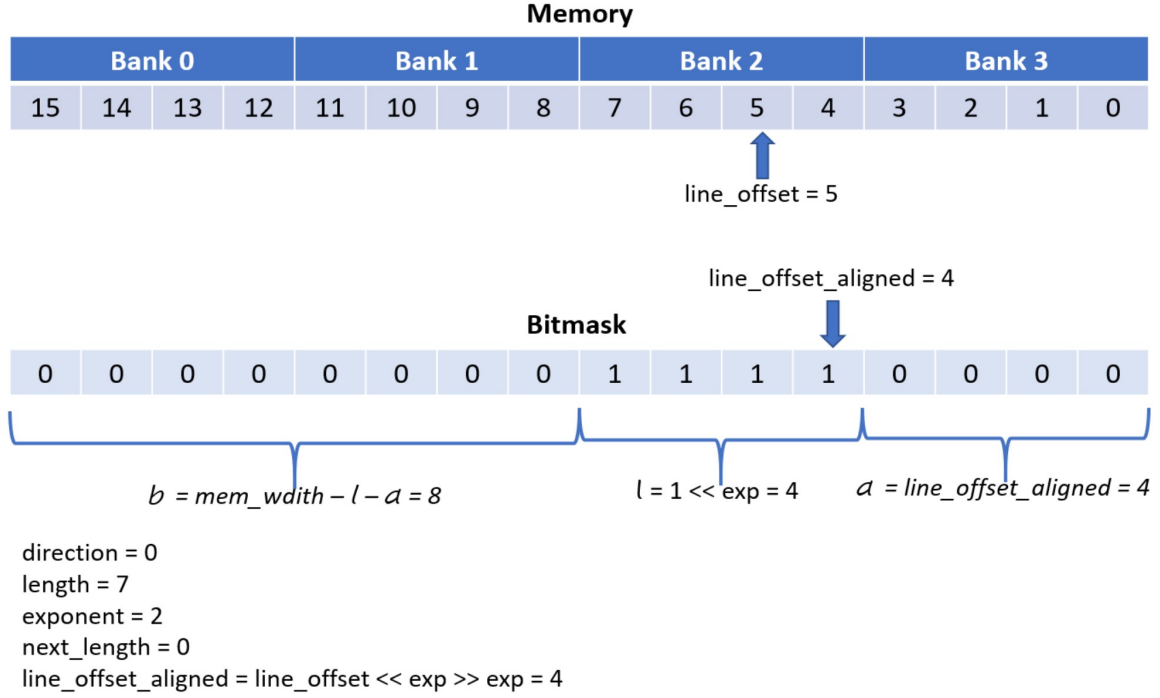 Memory
Bank 0 Bank 1 Bank 2 Bank 3
15 14 13 12 11 10 9 8 7 6 5 4 3 2 1 0
line_offset = 5
line_offset_aligned = 4
Bitmask
0 0 0 0 0 0 0 0 1 1 1 1 0 0 0 0
b = mem_wdith – l – a = 8 l = 1 << exp = 4 a = line_offset_aligned = 4
direction = 0
length = 7
exponent = 2
next_length = 0
line_offset_aligned = line_offset << exp >> exp = 4